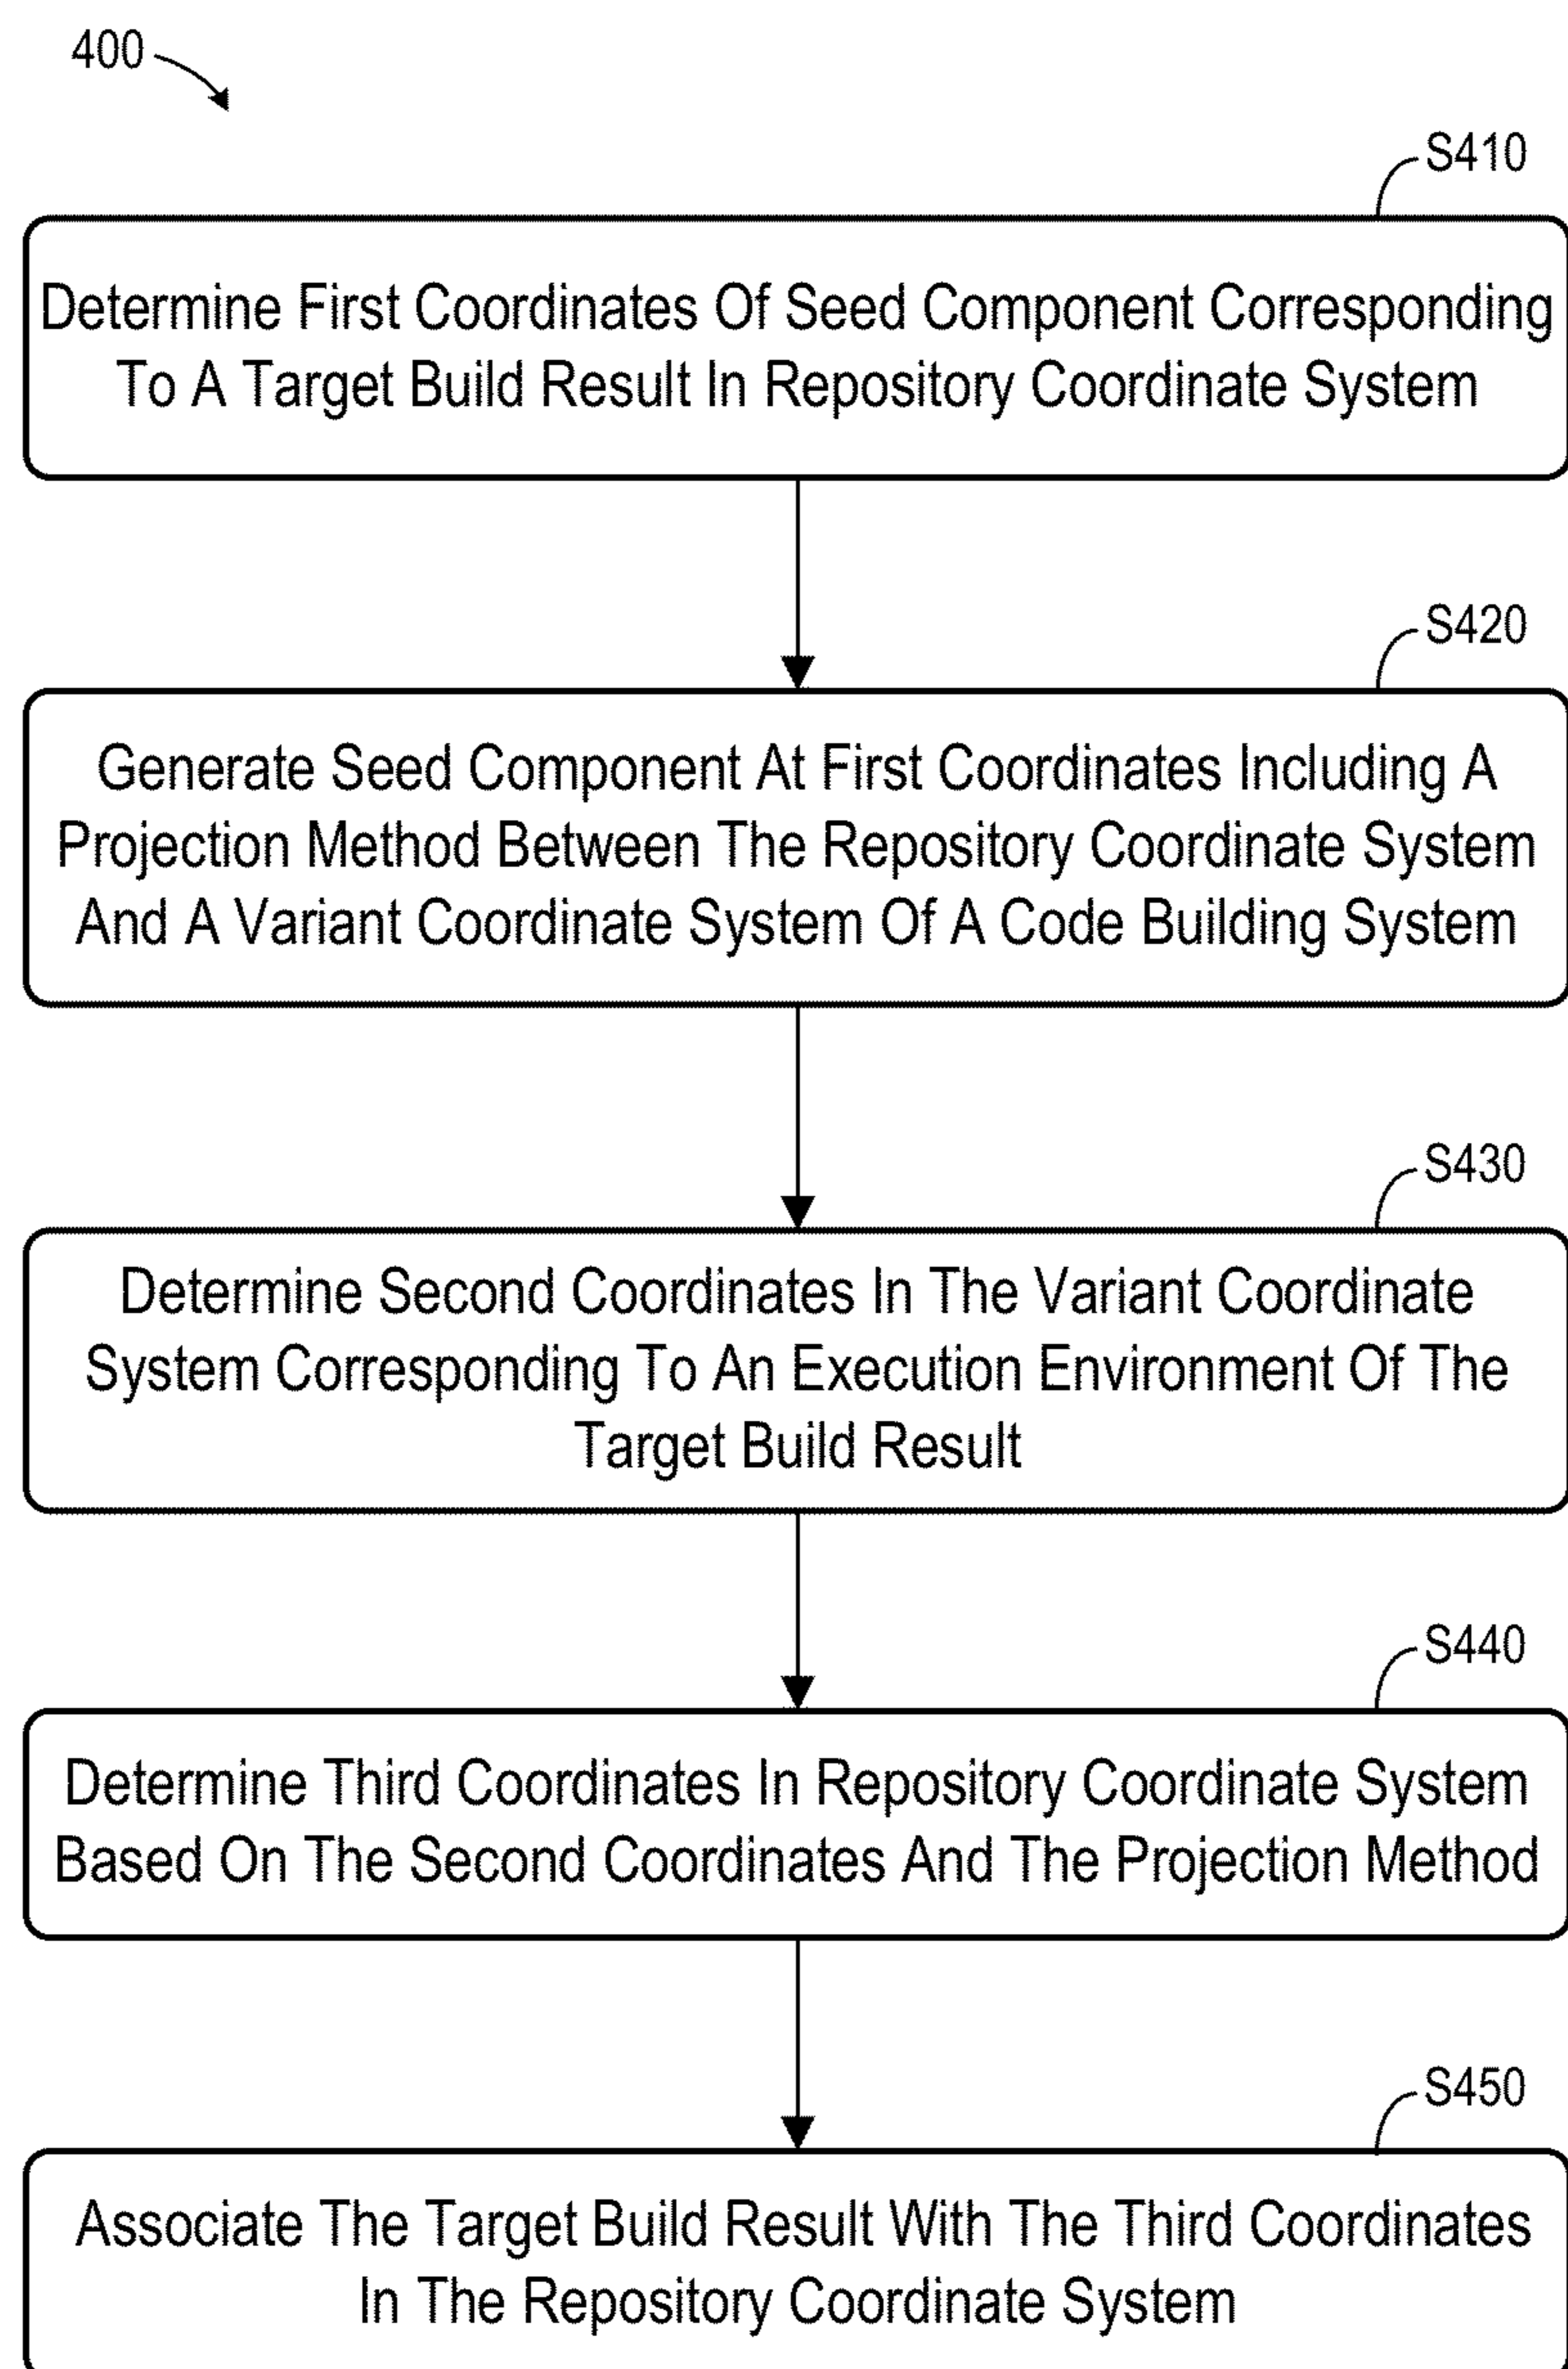 400
S410
Determine First Coordinates Of Seed Component Corresponding
To A Target Build Result In Repository Coordinate System
S420
Generate Seed Component At First Coordinates Including A
Projection Method Between The Repository Coordinate System
And A Variant Coordinate System Of A Code Building System
S430
Determine Second Coordinates In The Variant Coordinate
System Corresponding To An Execution Environment Of The
Target Build Result
S440
Determine Third Coordinates In Repository Coordinate System
Based On The Second Coordinates And The Projection Method
S450
Associate The Target Build Result With The Third Coordinates
In The Repository Coordinate System